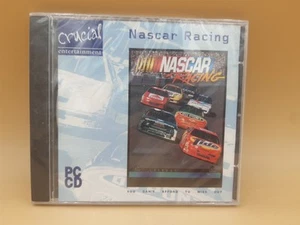 crucial
entertainment
Nascar Racing
NASCAR
RACING
PC
CD